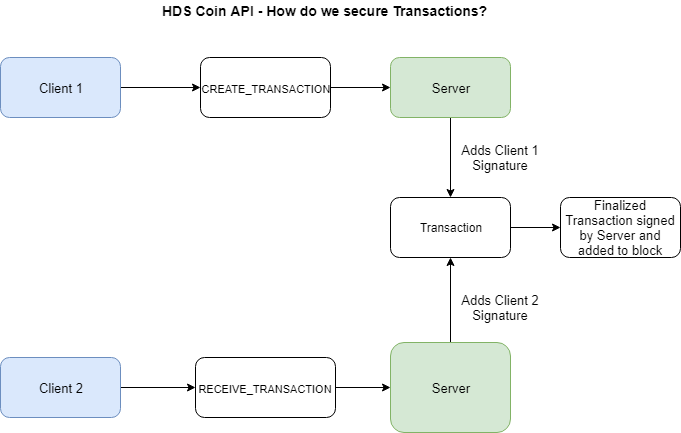 HDS Coin API - How do we secure Transactions?
Client 1
CREATE_TRANSACTION
Server
Adds Client 1
Signature
Transaction
Finalized
Transaction signed
by Server and
added to block
Adds Client 2
Signature
Client 2
RECEIVE_TRANSACTION
Server